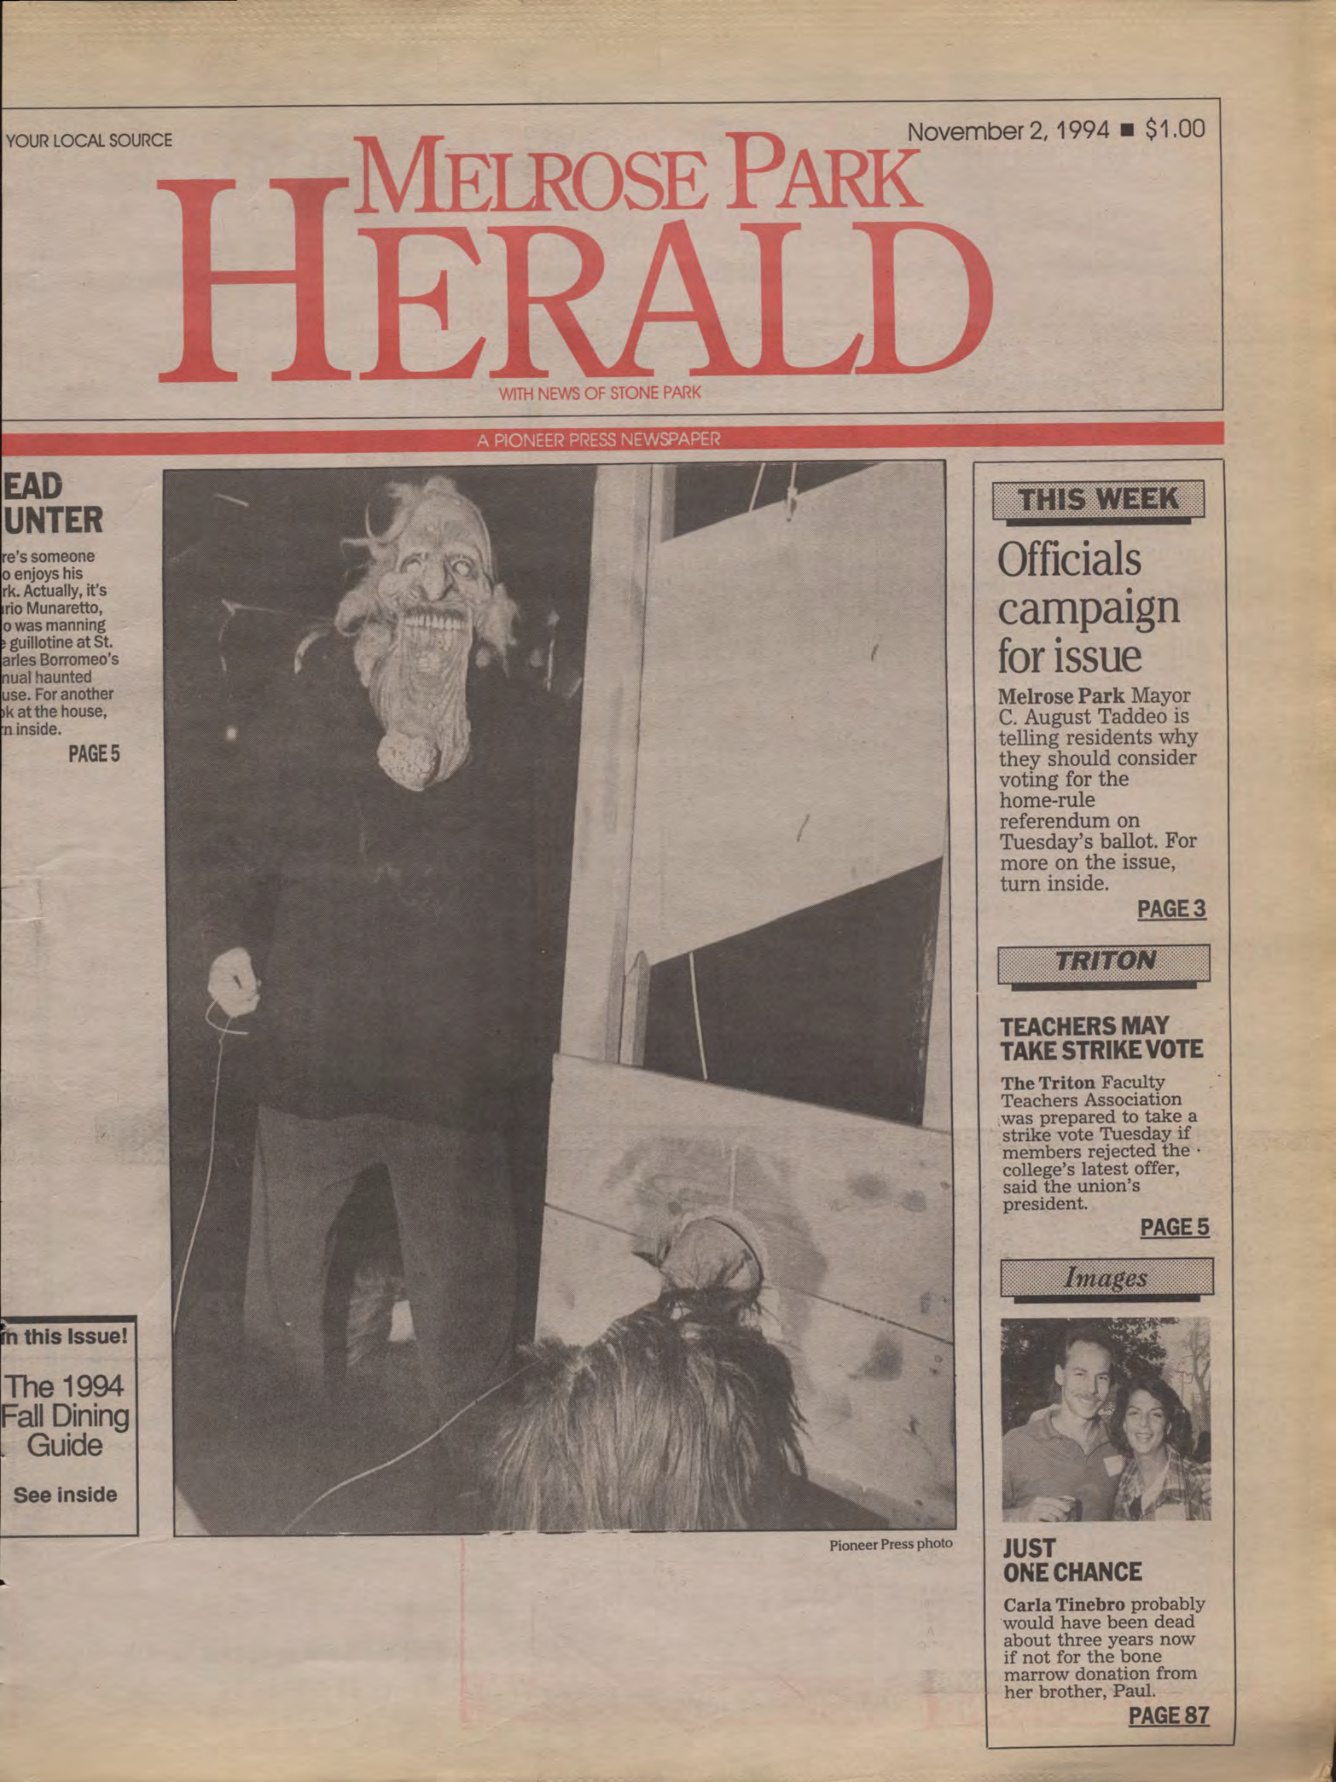 YOUR LOCAL SOURCE
November 2, 1994 ■ $1.00
MELROSE PARK
HERALD
WITH NEWS OF STONE PARK
A PIONEER PRESS NEWSPAPER
EAD
UNTER
re's someone
o enjoys his
rk. Actually, it's
rio Munaretto,
o was manning
e guillotine at St.
arles Borromeo's
nual haunted
use. For another
ok at the house,
rn inside.
PAGE 5
In this Issue!
The 1994
Fall Dining
Guide
See inside
Pioneer Press photo
THIS WEEK
Officials
campaign
for issue
Melrose Park Mayor
C. August Taddeo is
telling residents why
they should consider
voting for the
home-rule
referendum on
Tuesday's ballot. For
more on the issue,
turn inside.
PAGE 3
TRITON
TEACHERS MAY
TAKE STRIKE VOTE
The Triton Faculty
Teachers Association
was prepared to take a
strike vote Tuesday if
members rejected the
college's latest offer,
said the union's
president.
PAGE 5
Images
JUST
ONE CHANCE
Carla Tinebro probably
would have been dead
about three years now
if not for the bone
marrow donation from
her brother, Paul.
PAGE 87